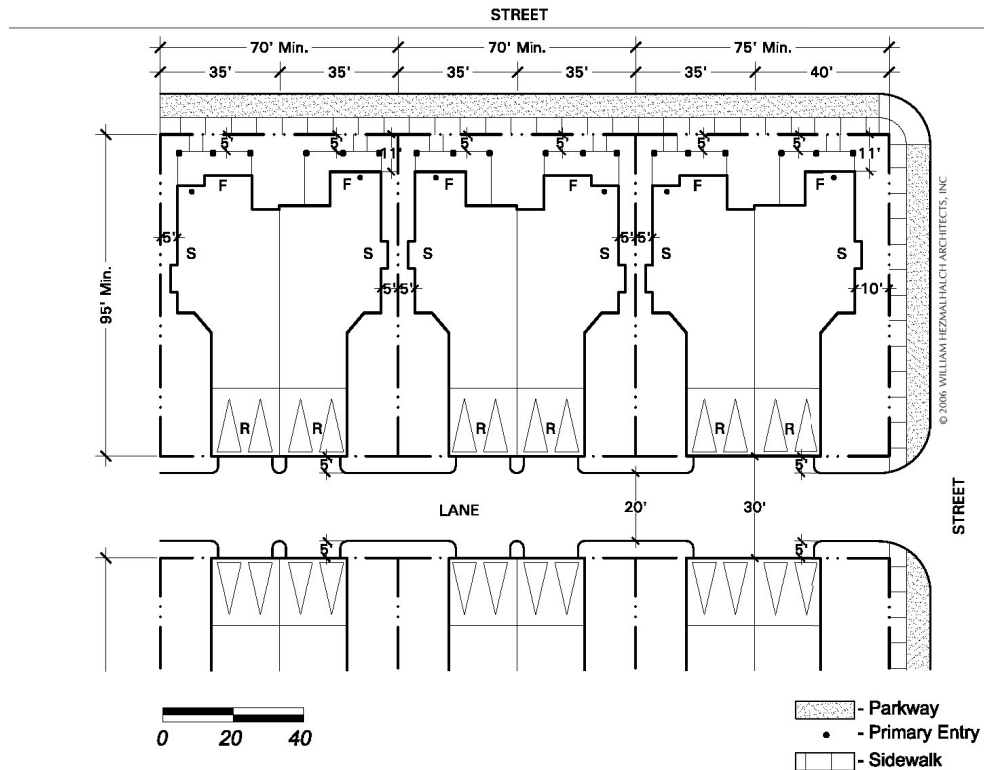 STREET
70' Min.
70' Min.
75' Min.
35'
35'
35'
35'
35'
40'
5'
5'
11'
5'
5'
5'
5'
11'
F
F
F
F
F
F
5'
5'
5'
S
S
S
S
S
S
5'
5'
10'
95' Min.
© 2006 WILLIAM HEZMALHALCH ARCHITECTS, INC
R
R
R
R
R
R
5'
5'
LANE
20'
30'
STREET
5'
5'
0
20
40
- Parkway
- Primary Entry
- Sidewalk